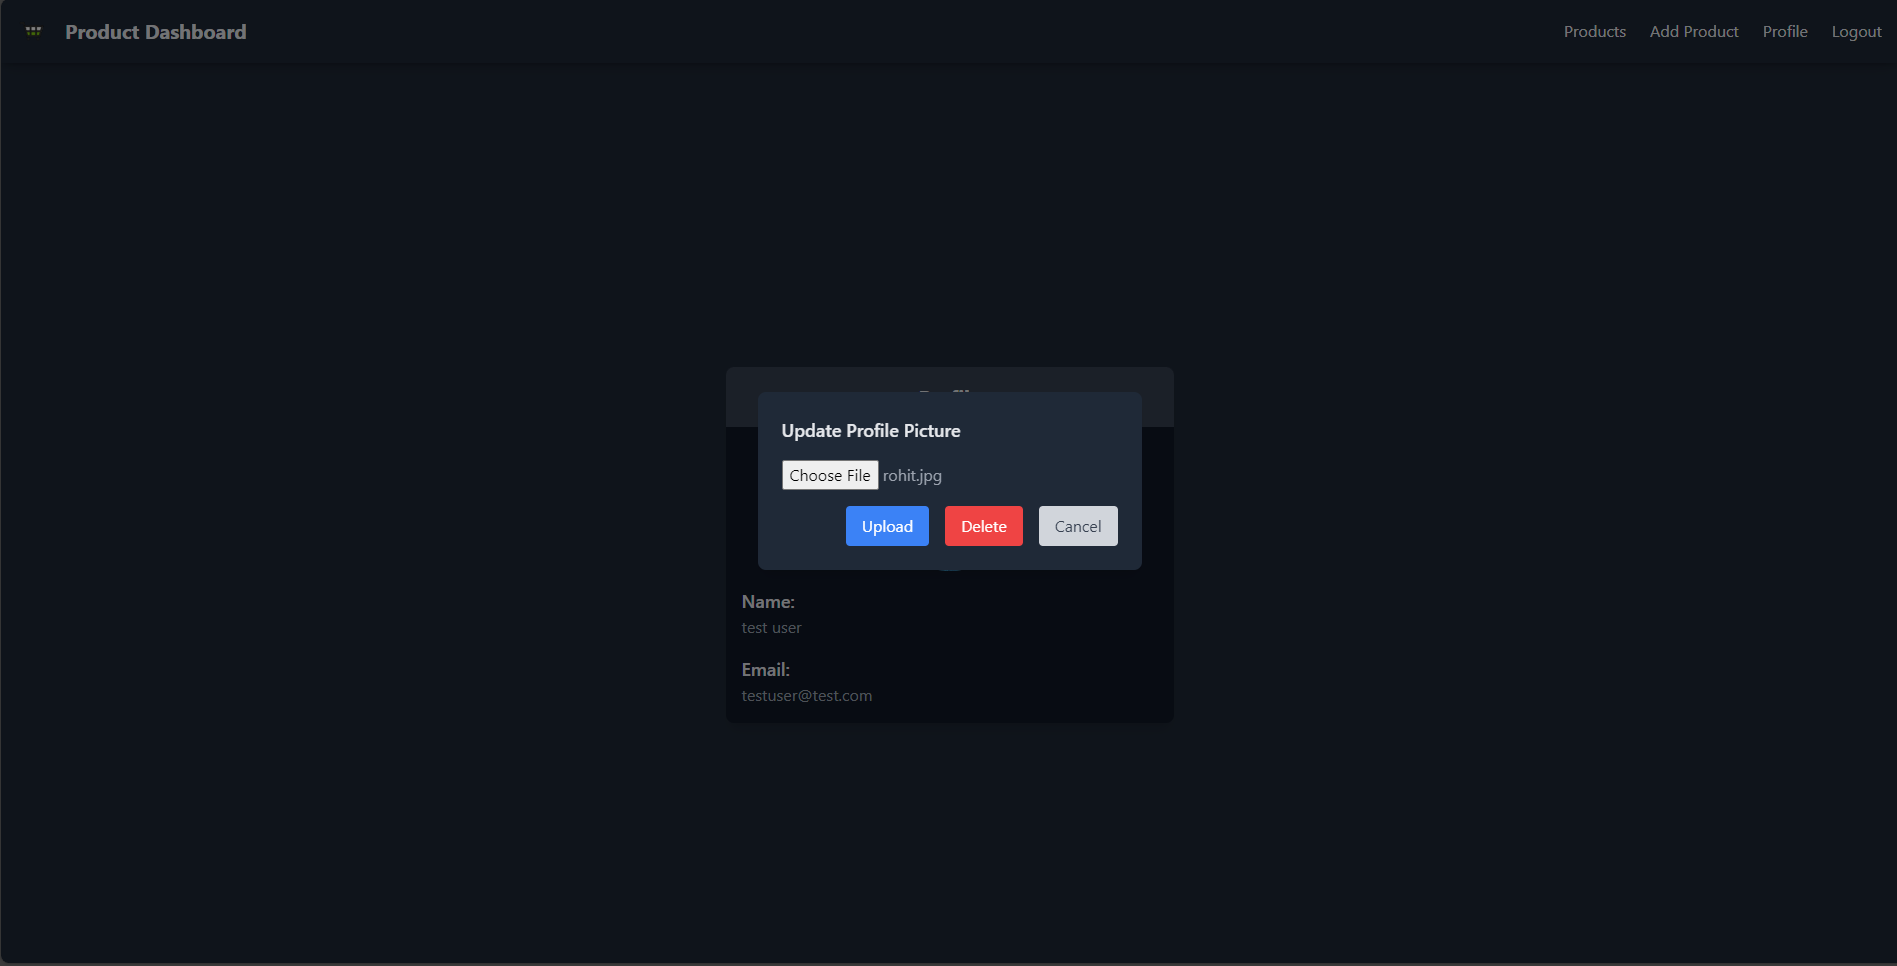 Product Dashboard
Products Add Product Profile Logout
Update Profile Picture
Choose File rohit.jpg
Upload Delete Cancel
Name:
test user
Email:
testuser@test.com